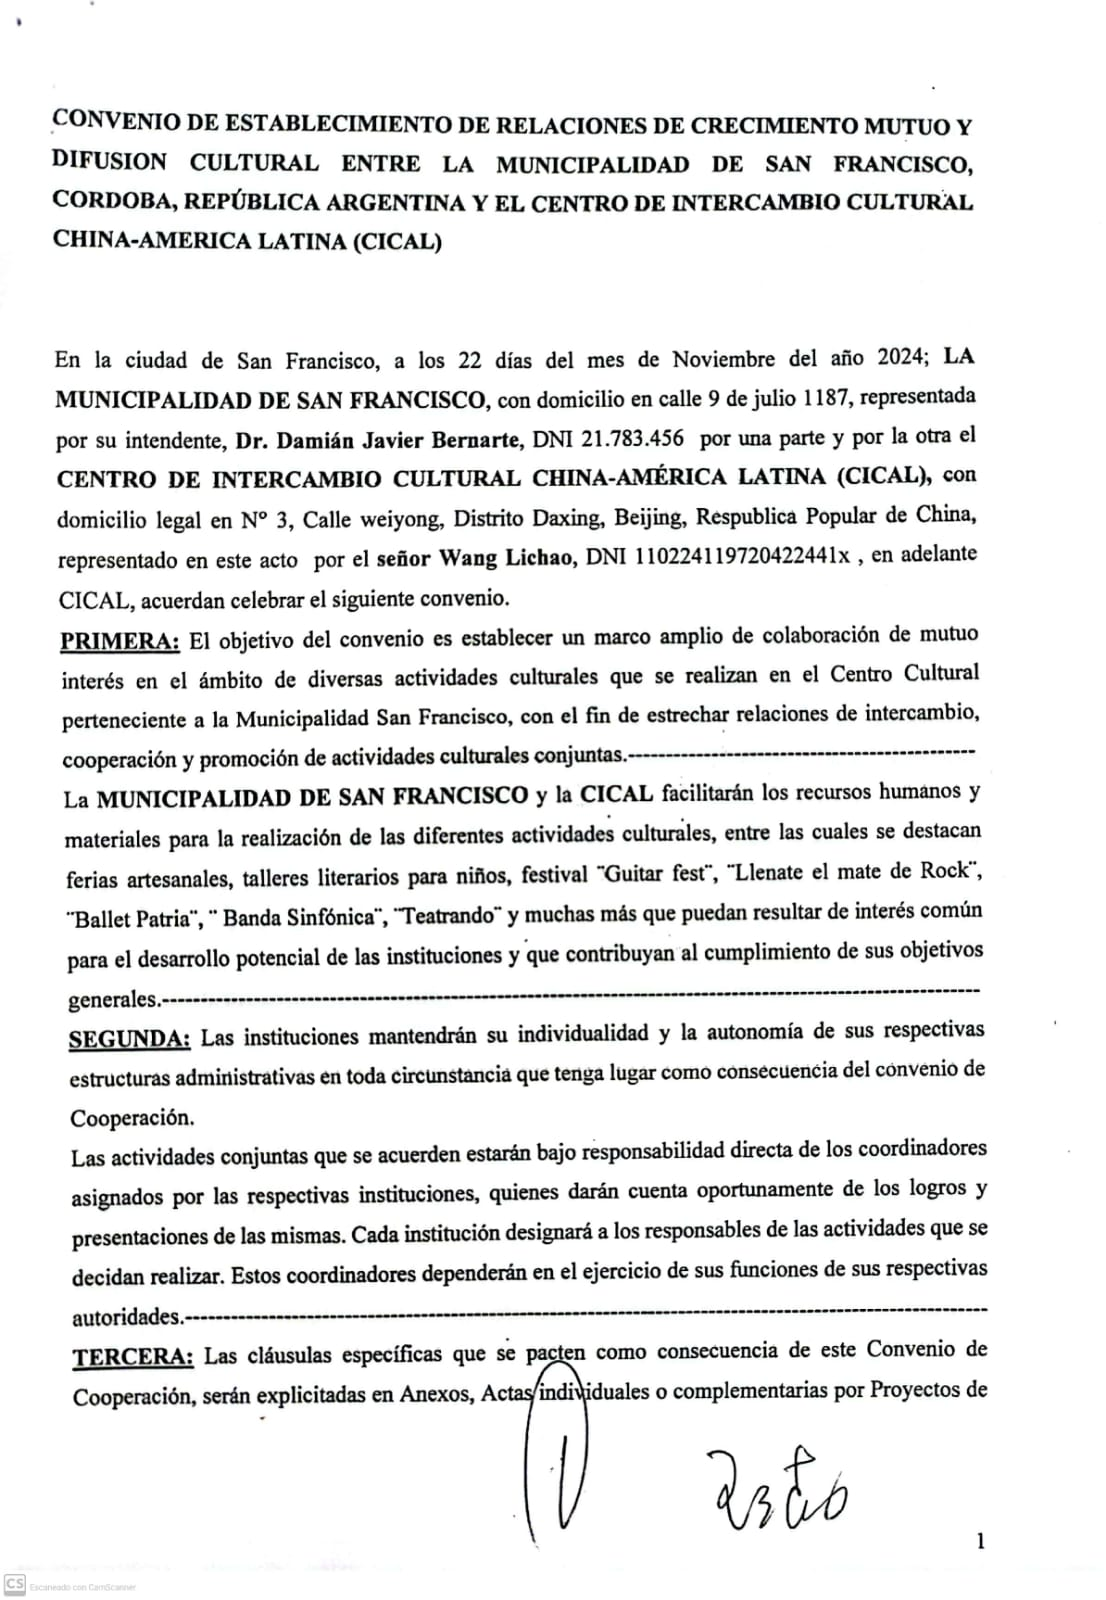 CONVENIO DE ESTABLECIMIENTO DE RELACIONES DE CRECIMIENTO MUTUO Y
DIFUSION CULTURAL ENTRE LA MUNICIPALIDAD DE SAN FRANCISCO,
CORDOBA, REPÚBLICA ARGENTINA Y EL CENTRO DE INTERCAMBIO CULTURAL
CHINA-AMERICA LATINA (CICAL)
En la ciudad de San Francisco, a los 22 días del mes de Noviembre del año 2024; LA
MUNICIPALIDAD DE SAN FRANCISCO, con domicilio en calle 9 de julio 1187, representada
por su intendente, Dr. Damián Javier Bernarte, DNI 21.783.456 por una parte y por la otra el
CENTRO DE INTERCAMBIO CULTURAL CHINA-AMÉRICA LATINA (CICAL), con
domicilio legal en Nº 3, Calle weiyong, Distrito Daxing, Beijing, Respublica Popular de China,
representado en este acto por el señor Wang Lichao, DNI 110224119720422441x , en adelante
CICAL, acuerdan celebrar el siguiente convenio.
PRIMERA: El objetivo del convenio es establecer un marco amplio de colaboración de mutuo
interés en el ámbito de diversas actividades culturales que se realizan en el Centro Cultural
perteneciente a la Municipalidad San Francisco, con el fin de estrechar relaciones de intercambio,
cooperación y promoción de actividades culturales conjuntas.--------------------------------------------
La MUNICIPALIDAD DE SAN FRANCISCO y la CICAL facilitarán los recursos humanos y
materiales para la realización de las diferentes actividades culturales, entre las cuales se destacan
ferias artesanales, talleres literarios para niños, festival ¨Guitar fest¨, ¨Llenate el mate de Rock¨,
¨Ballet Patria¨, ¨ Banda Sinfónica¨, ¨Teatrando¨ y muchas más que puedan resultar de interés común
para el desarrollo potencial de las instituciones y que contribuyan al cumplimiento de sus objetivos
generales.----------------------------------------------------------------------------------------------------------
SEGUNDA: Las instituciones mantendrán su individualidad y la autonomía de sus respectivas
estructuras administrativas en toda circunstancia que tenga lugar como consecuencia del convenio de
Cooperación.
Las actividades conjuntas que se acuerden estarán bajo responsabilidad directa de los coordinadores
asignados por las respectivas instituciones, quienes darán cuenta oportunamente de los logros y
presentaciones de las mismas. Cada institución designará a los responsables de las actividades que se
decidan realizar. Estos coordinadores dependerán en el ejercicio de sus funciones de sus respectivas
autoridades.-------------------------------------------------------------------------------------------------------
TERCERA: Las cláusulas específicas que se pacten como consecuencia de este Convenio de
Cooperación, serán explicitadas en Anexos, Actas individuales o complementarias por Proyectos de
1
CS Escaneado con CamScanner